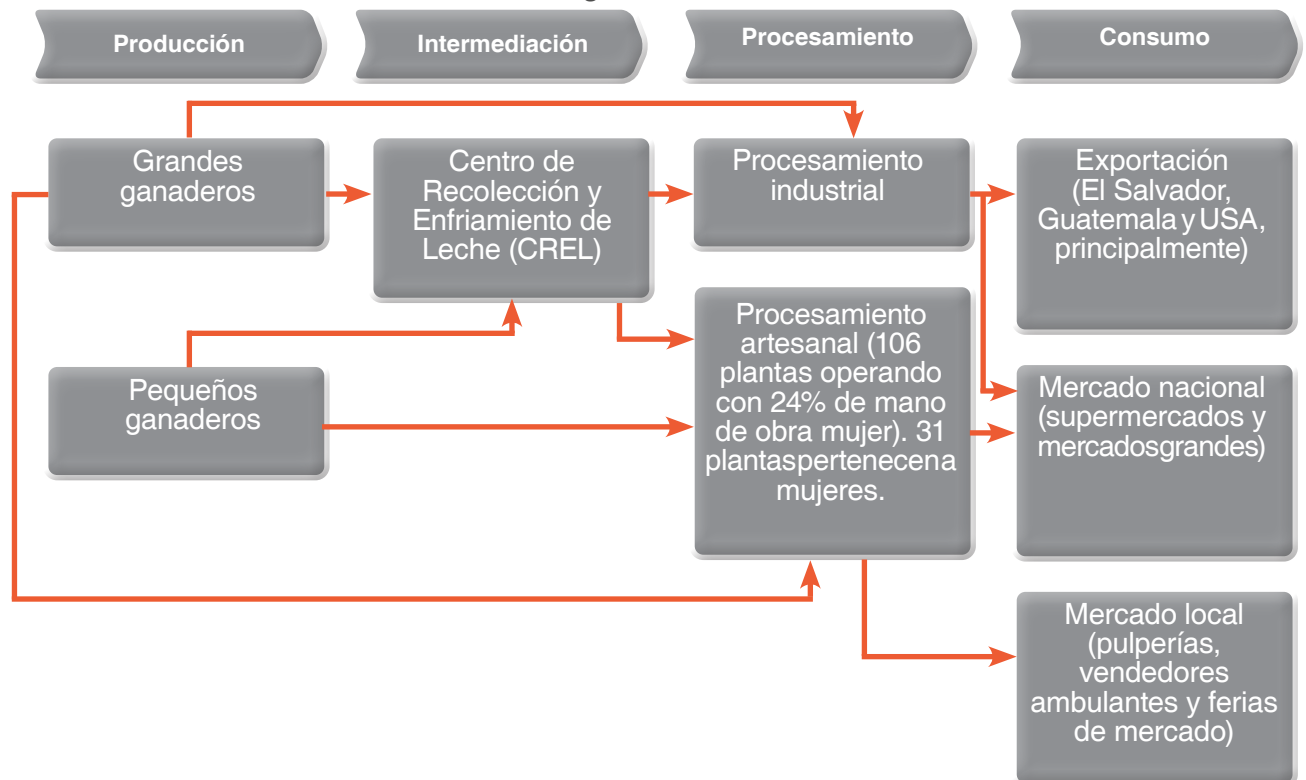 Producción
Intermediación
Procesamiento
Consumo
Grandes
ganaderos
Centro de
Recolección y
Enfriamiento de
Leche (CREL)
Procesamiento
industrial
Exportación
(El Salvador,
Guatemala y USA,
principalmente)
Pequeños
ganaderos
Procesamiento
artesanal (106
plantas operando
con 24% de mano
de obra mujer). 31
plantaspertenecena
mujeres.
Mercado nacional
(supermercados y
mercadosgrandes)
Mercado local
(pulperías,
vendedores
ambulantes y ferias
de mercado)